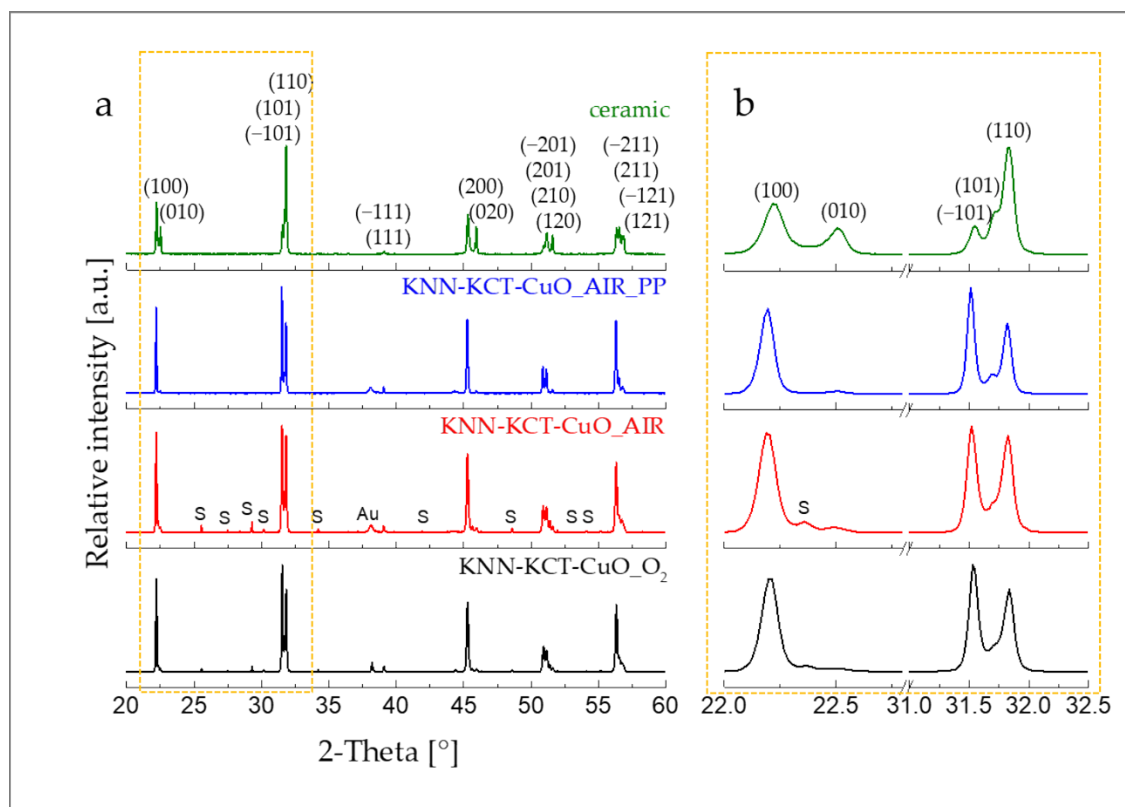 a
ceramic
(100)
(010)
(110)
(101)
(−101)
(−111)
(111)
(200)
(020)
(−201)
(201)
(210)
(120)
(−211)
(211)
(−121)
(121)
KNN-KCT-CuO_AIR_PP
KNN-KCT-CuO_AIR
S
S
S
S
S
Au
S
S
S
S
KNN-KCT-CuO_O₂
20
25
30
35
40
45
50
55
60
2-Theta [°]
Relative intensity [a.u.]
b
(100)
(010)
(101)
(−101)
(110)
S
22.0
22.5
31.0
31.5
32.0
32.5